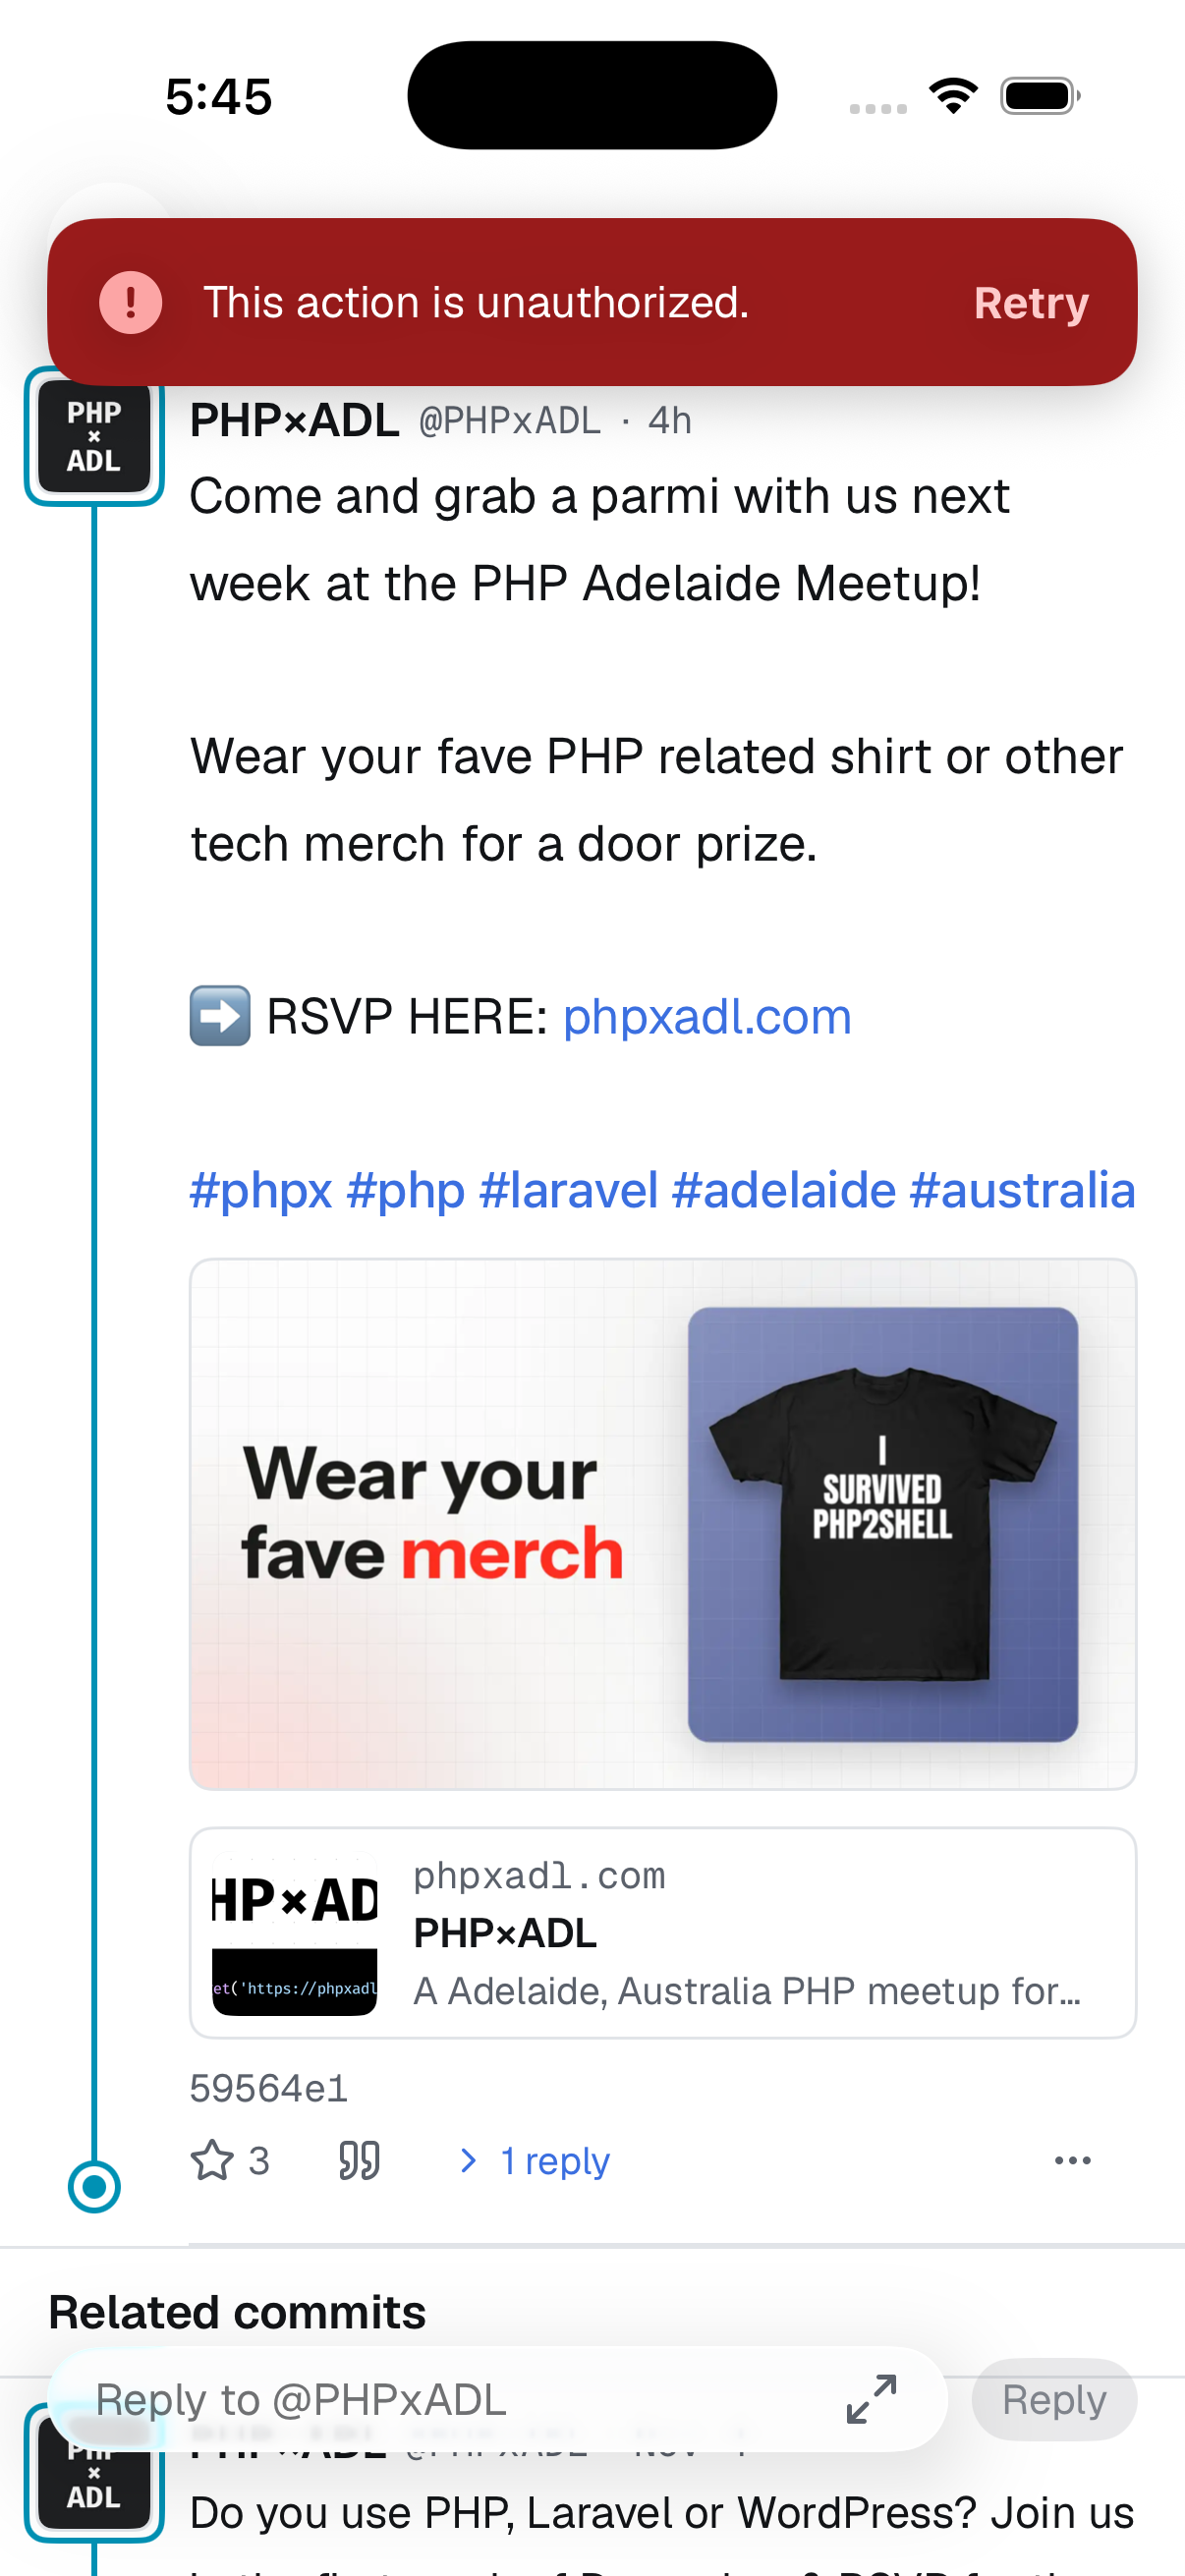 5:45
! This action is unauthorized. Retry
PHP
×
ADL
PHP×ADL @PHPxADL · 4h
Come and grab a parmi with us next
week at the PHP Adelaide Meetup!
Wear your fave PHP related shirt or other
tech merch for a door prize.
➡️ RSVP HERE: phpxadl.com
#phpx #php #laravel #adelaide #australia
Wear your
fave merch
I
SURVIVED
PHP2SHELL
HP×AD
et('https://phpxadl
phpxadl.com
PHP×ADL
A Adelaide, Australia PHP meetup for…
59564e1
3 > 1 reply
Related commits
Reply to @PHPxADL Reply
PHP
×
ADL
Do you use PHP, Laravel or WordPress? Join us